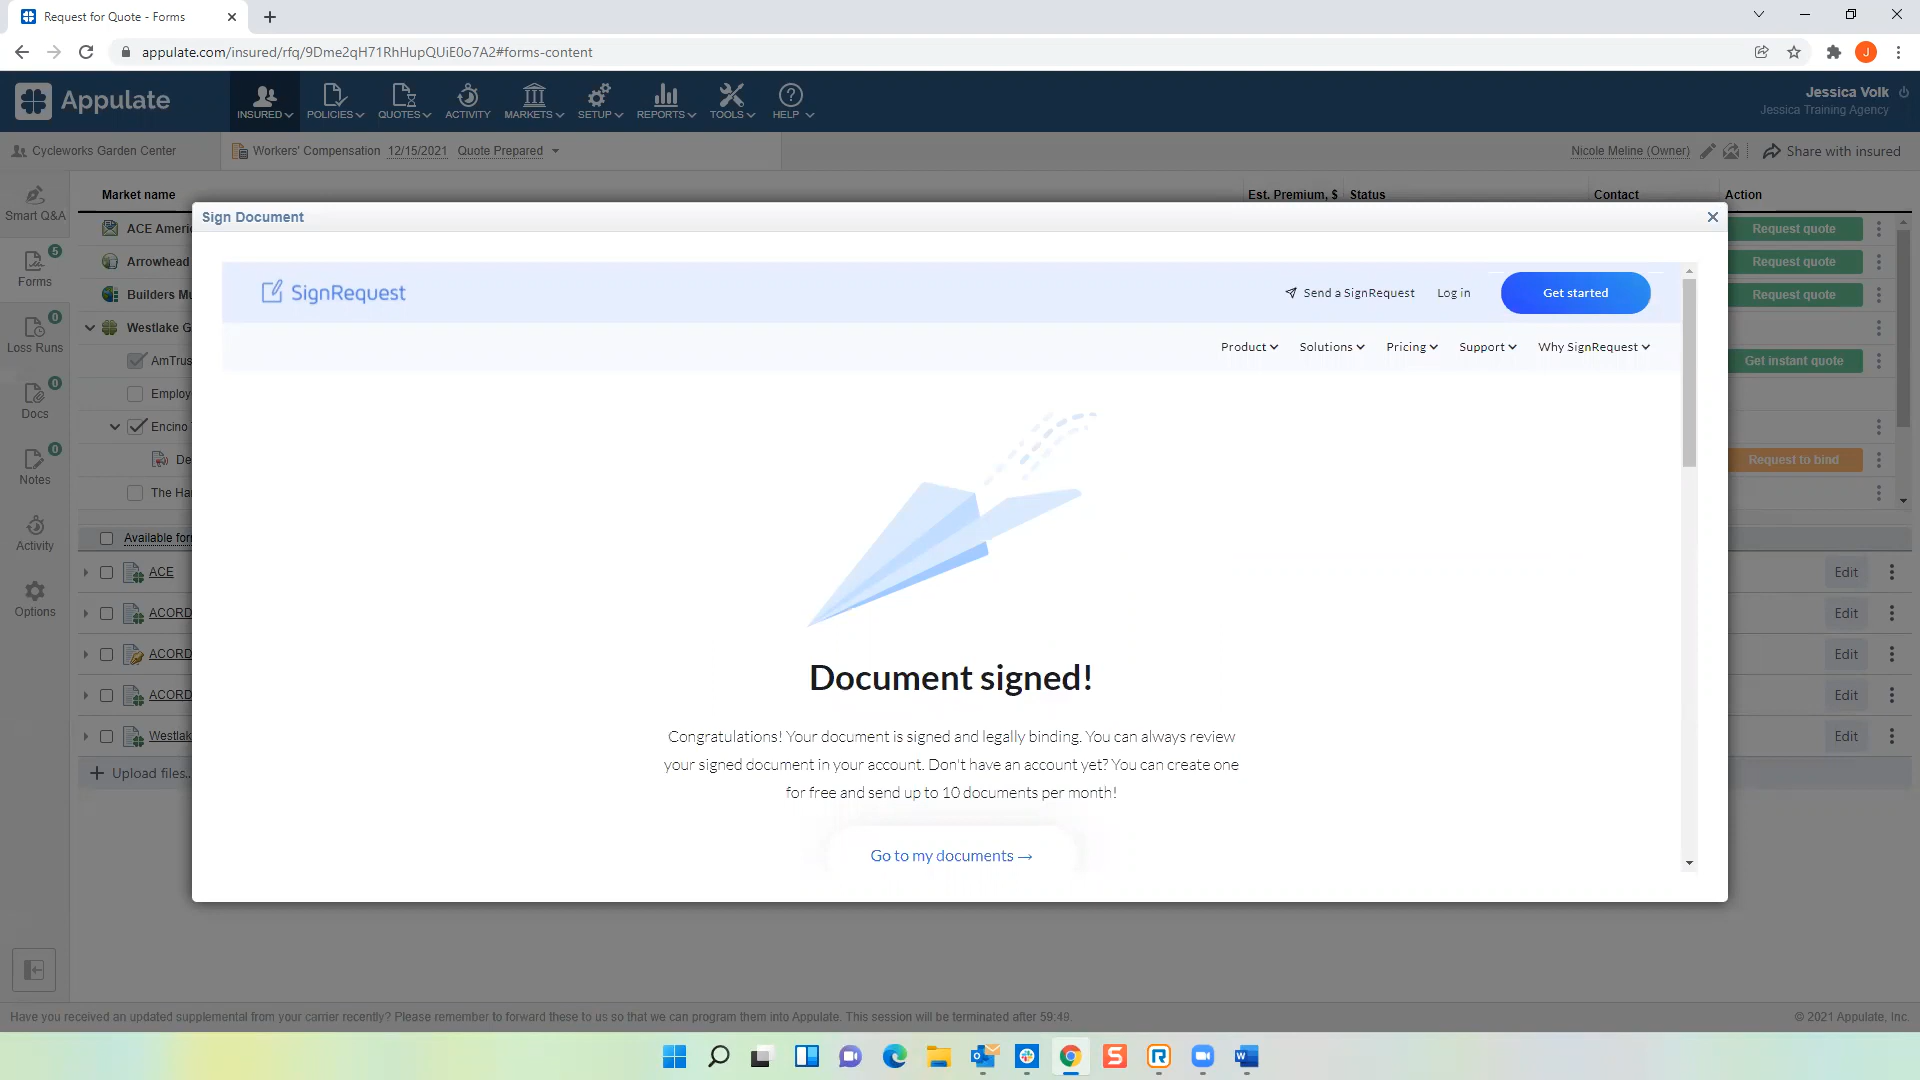 Request for Quote - Forms
appulate.com/insured/rfq/9Dme2qH71RhHupQUiE0o7A2#forms-content
J
Appulate
INSURED POLICIES QUOTES ACTIVITY MARKETS SETUP REPORTS TOOLS HELP
Jessica Volk
Jessica Training Agency
Cycleworks Garden Center
Workers' Compensation 12/15/2021 Quote Prepared
Nicole Meline (Owner)
Share with insured
Smart Q&A
Forms 5
Loss Runs 0
Docs 0
Notes 0
Activity
Options
Market name Est. Premium, $ Status Contact Action
ACE Ameri
Request quote
Arrowhead
Request quote
Builders Mu
Request quote
Westlake G
AmTrus
Get instant quote
Employ
Encino
De
Request to bind
The Har
Available for
ACE Edit
ACORD Edit
ACORD Edit
ACORD Edit
Westlak Edit
Upload files..
Sign Document
SignRequest
Send a SignRequest Log in Get started
Product Solutions Pricing Support Why SignRequest
Document signed!
Congratulations! Your document is signed and legally binding. You can always review
your signed document in your account. Don't have an account yet? You can create one
for free and send up to 10 documents per month!
Go to my documents →
Have you received an updated supplemental from your carrier recently? Please remember to forward these to us so that we can program them into Appulate. This session will be terminated after 59:49.
© 2021 Appulate, Inc.